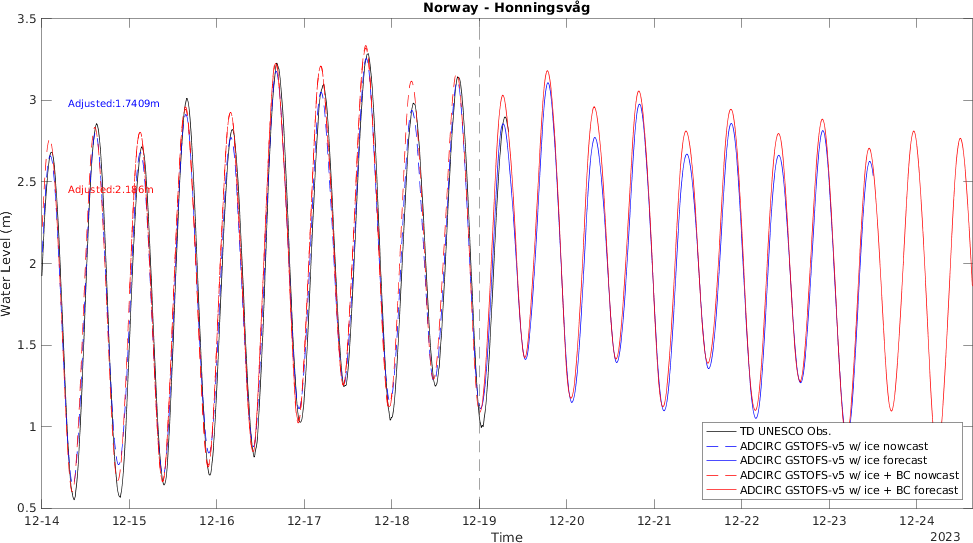 Norway - Honningsvåg
3.5
3
2.5
2
1.5
1
0.5
Water Level (m)
Adjusted:1.7409m
Adjusted:2.186m
TD UNESCO Obs.
ADCIRC GSTOFS-v5 w/ ice nowcast
ADCIRC GSTOFS-v5 w/ ice forecast
ADCIRC GSTOFS-v5 w/ ice + BC nowcast
ADCIRC GSTOFS-v5 w/ ice + BC forecast
12-14 12-15 12-16 12-17 12-18 12-19 12-20 12-21 12-22 12-23 12-24
Time
2023